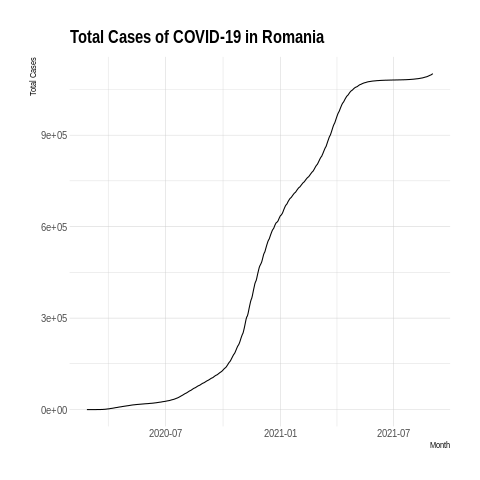 Total Cases of COVID-19 in Romania
Total Cases
9e+05
6e+05
3e+05
0e+00
2020-07 2021-01 2021-07
Month